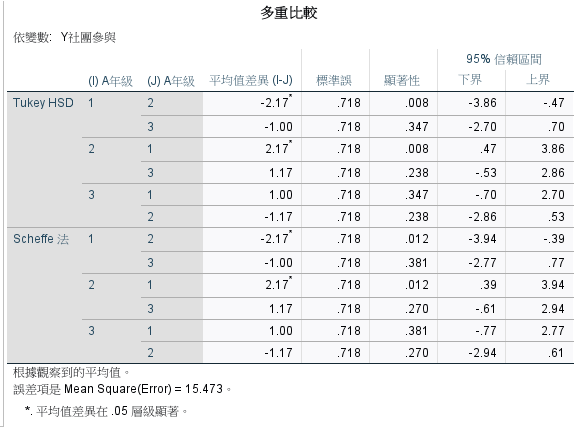 多重比較
依變數: Y社團參與
95% 信賴區間
(I) A年級 (J) A年級 平均值差異 (I-J) 標準誤 顯著性 下界 上界
Tukey HSD 1 2 -2.17* .718 .008 -3.86 -.47
3 -1.00 .718 .347 -2.70 .70
2 1 2.17* .718 .008 .47 3.86
3 1.17 .718 .238 -.53 2.86
3 1 1.00 .718 .347 -.70 2.70
2 -1.17 .718 .238 -2.86 .53
Scheffe 法 1 2 -2.17* .718 .012 -3.94 -.39
3 -1.00 .718 .381 -2.77 .77
2 1 2.17* .718 .012 .39 3.94
3 1.17 .718 .270 -.61 2.94
3 1 1.00 .718 .381 -.77 2.77
2 -1.17 .718 .270 -2.94 .61
根據觀察到的平均值。
誤差項是 Mean Square(Error) = 15.473。
*. 平均值差異在 .05 層級顯著。